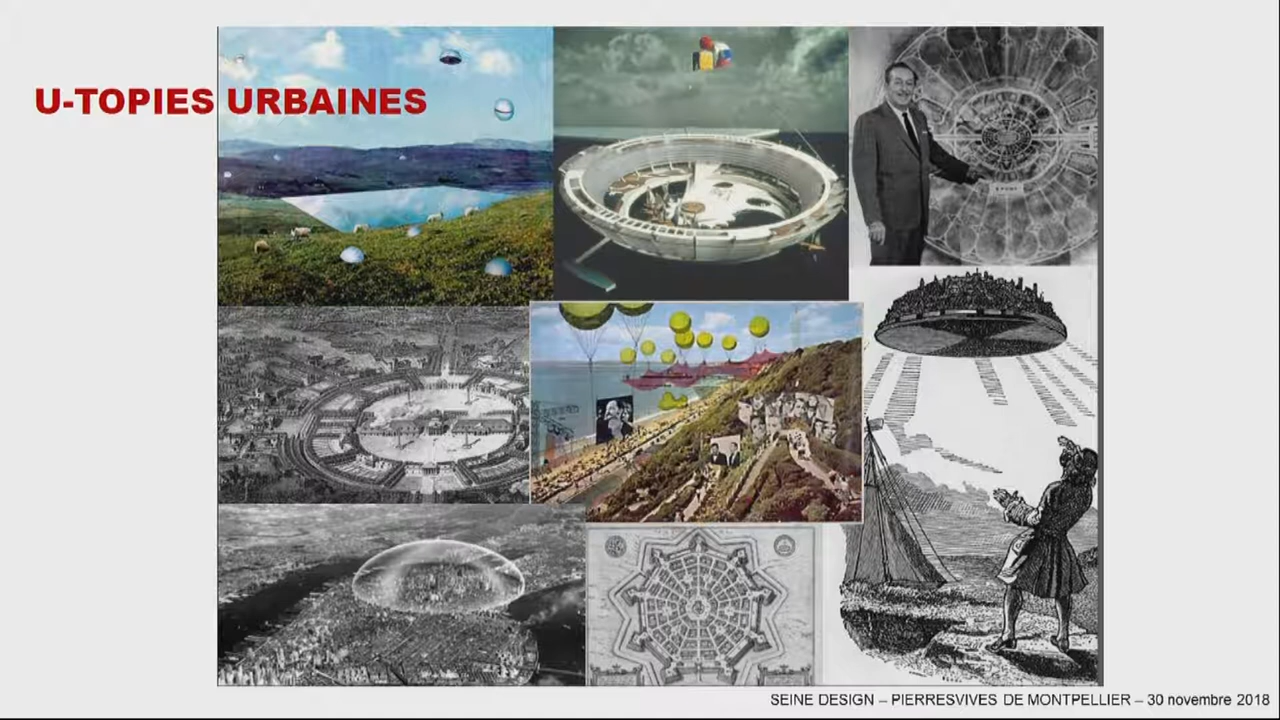 U-TOPIES URBAINES
SEINE DESIGN – PIERRESVIVES DE MONTPELLIER – 30 novembre 2018